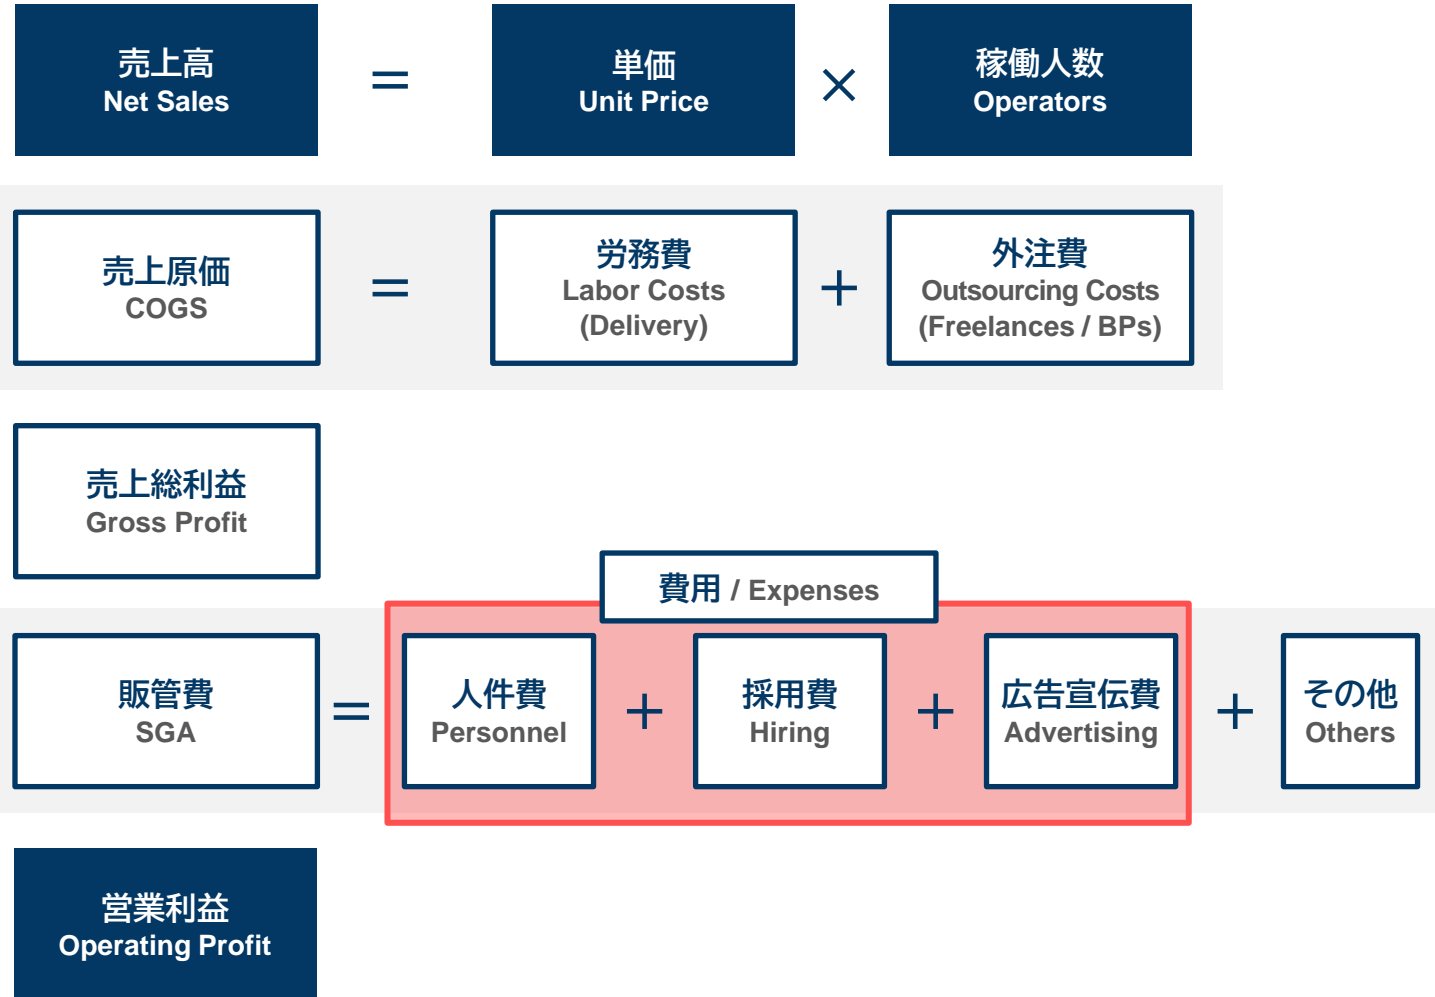 売上高
Net Sales
=
単価
Unit Price
×
稼働人数
Operators
売上原価
COGS
=
労務費
Labor Costs
(Delivery)
+
外注費
Outsourcing Costs
(Freelances / BPs)
売上総利益
Gross Profit
費用 / Expenses
販管費
SGA
=
人件費
Personnel
+
採用費
Hiring
+
広告宣伝費
Advertising
+
その他
Others
営業利益
Operating Profit